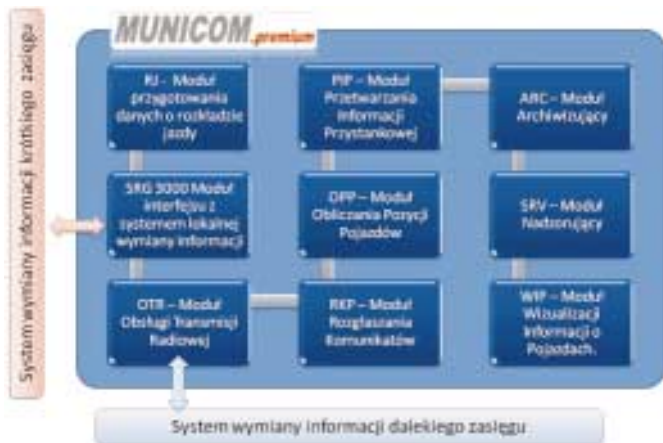 MUNICOM.premium
System wymiany informacji krótkiego zasięgu
RJ - Moduł
przygotowania
danych o rozkładzie
jazdy
PIP – Moduł
Przetwarzania
Informacji
Przystankowej
ARC – Moduł
Archiwizujący
SRG 3000 Moduł
interfejsu z
systemem lokalnej
wymiany informacji
OPP – Moduł
Obliczania Pozycji
Pojazdów
SRV – Moduł
Nadzorujący
OTR – Moduł
Obsługi Transmisji
Radiowej
RKP – Moduł
Rozgłaszania
Komunikatów
WIP – Moduł
Wizualizacji
Informacji o
Pojazdach.
System wymiany informacji dalekiego zasięgu